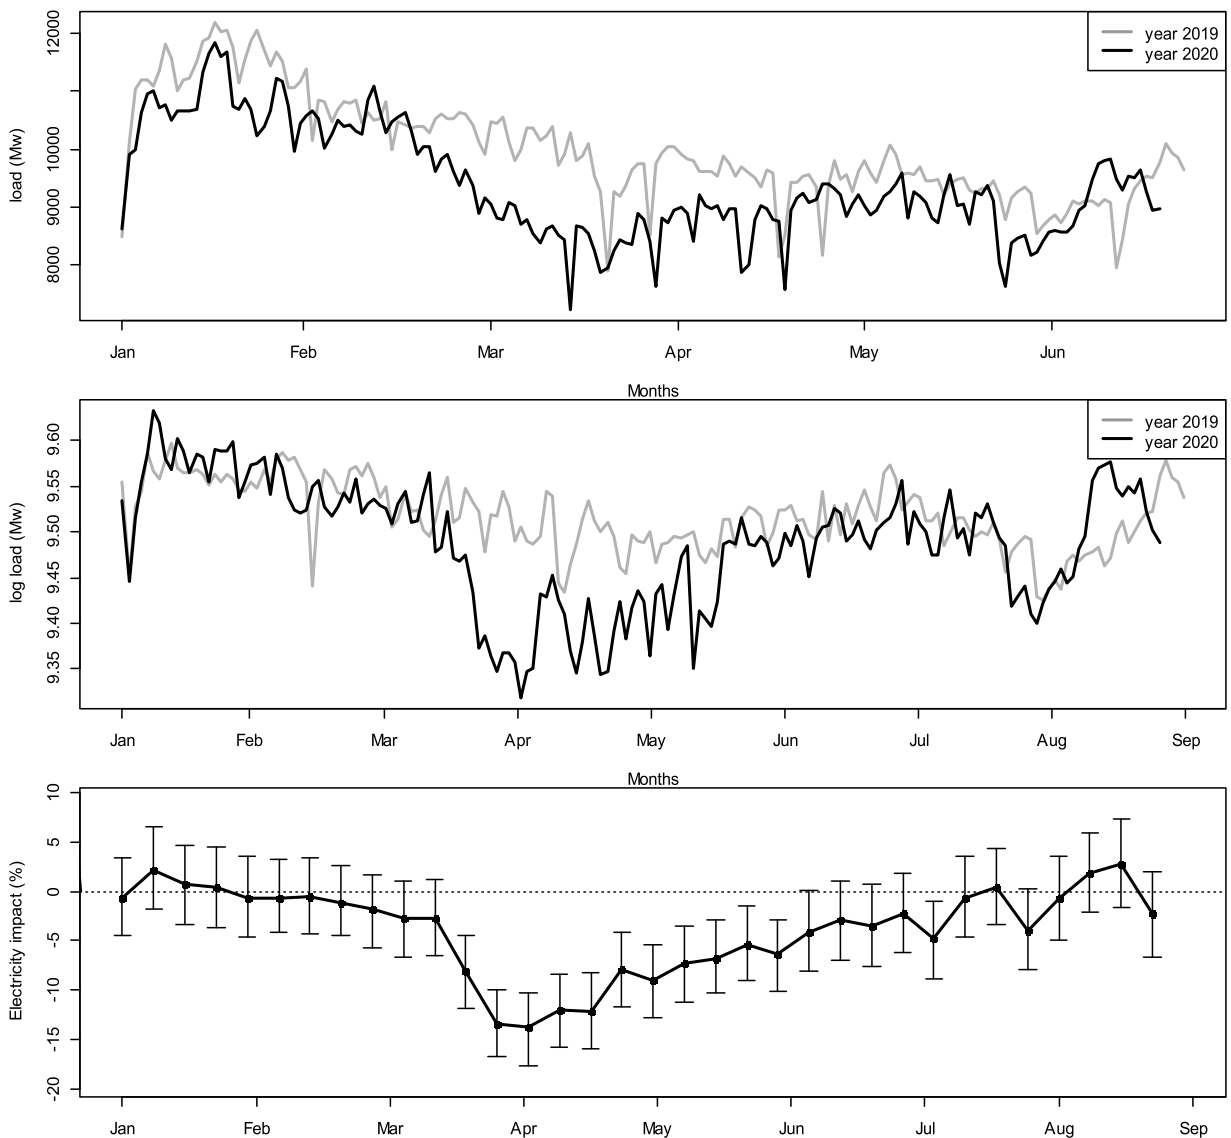 load (Mw)
12000
10000
9000
8000
year 2019
year 2020
Jan Feb Mar Apr May Jun
Months
log load (Mw)
9.60
9.55
9.50
9.45
9.40
9.35
year 2019
year 2020
Jan Feb Mar Apr May Jun Jul Aug Sep
Months
Electricity impact (%)
10
5
0
-5
-10
-15
-20
Jan Feb Mar Apr May Jun Jul Aug Sep